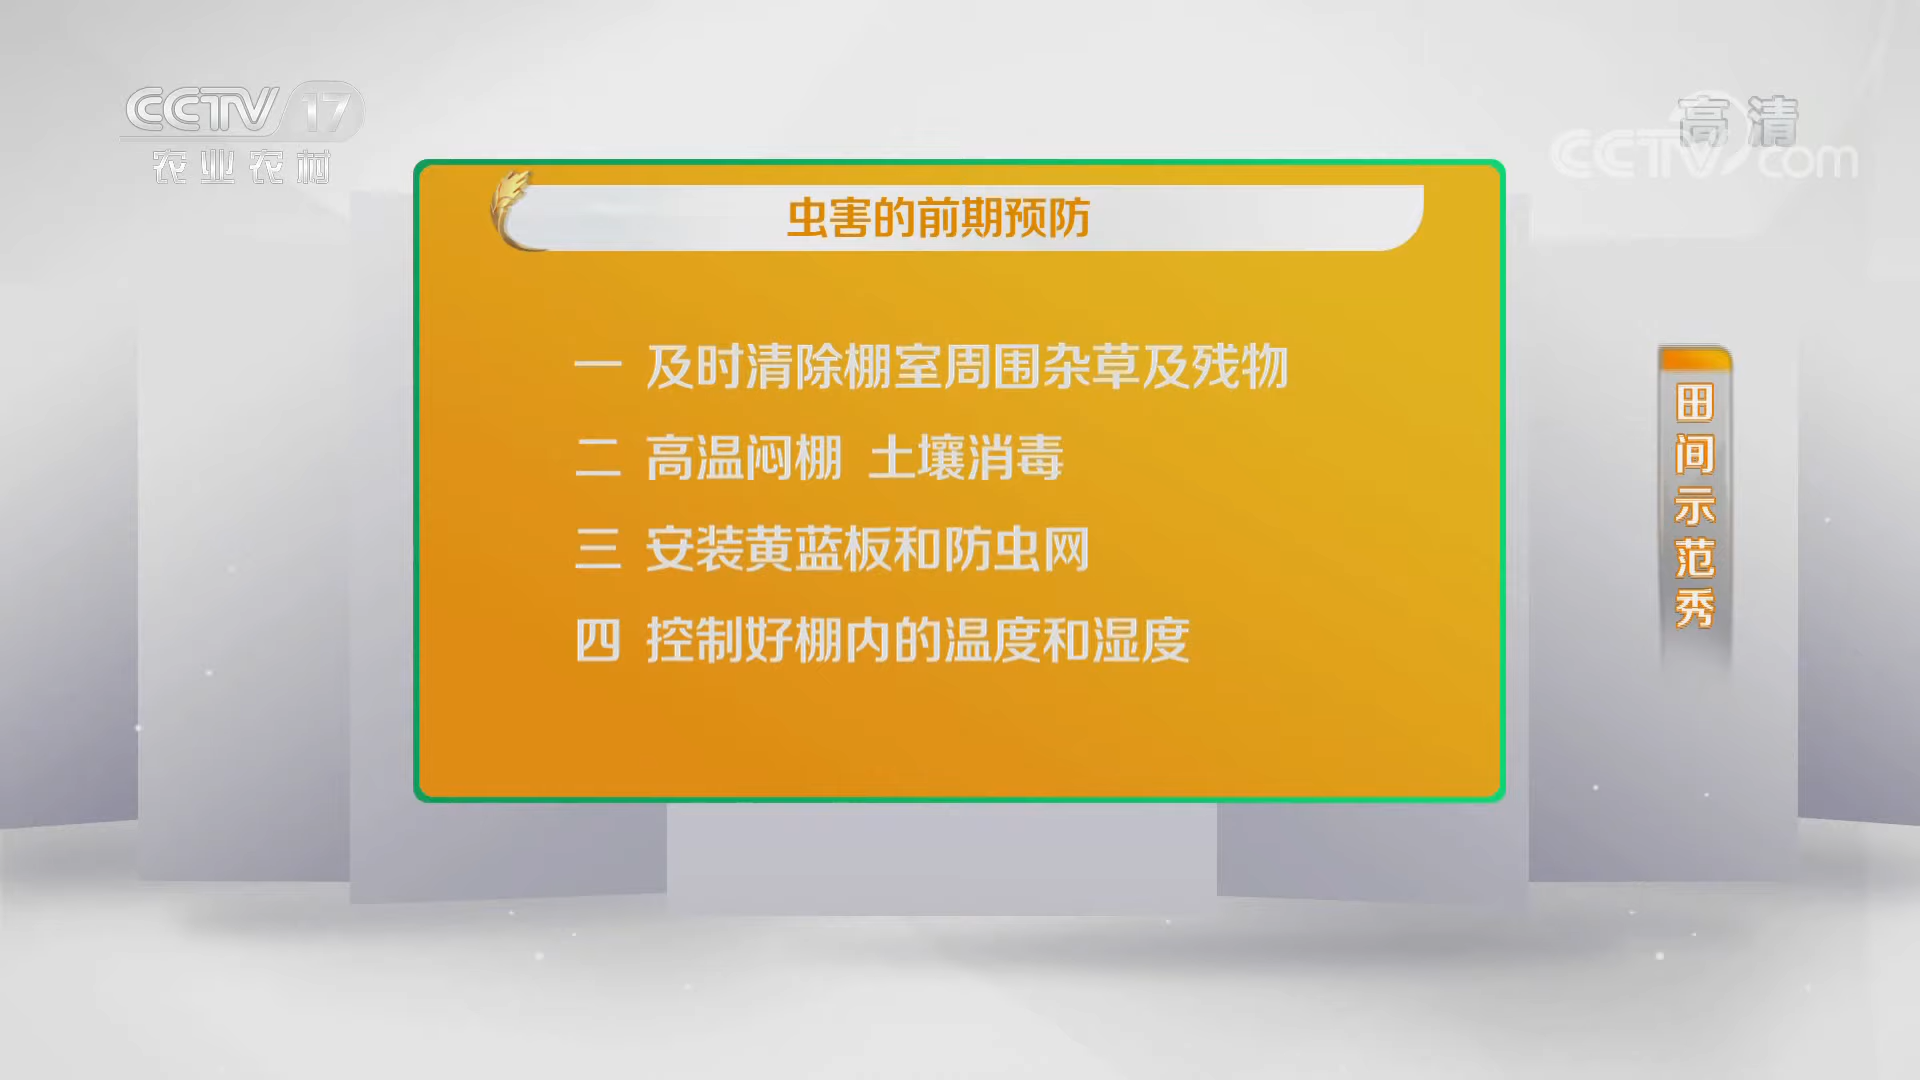 CCTV 17
农业农村
高清
CCTV.com
虫害的前期预防
一 及时清除棚室周围杂草及残物
二 高温闷棚 土壤消毒
三 安装黄蓝板和防虫网
四 控制好棚内的温度和湿度
田间示范秀